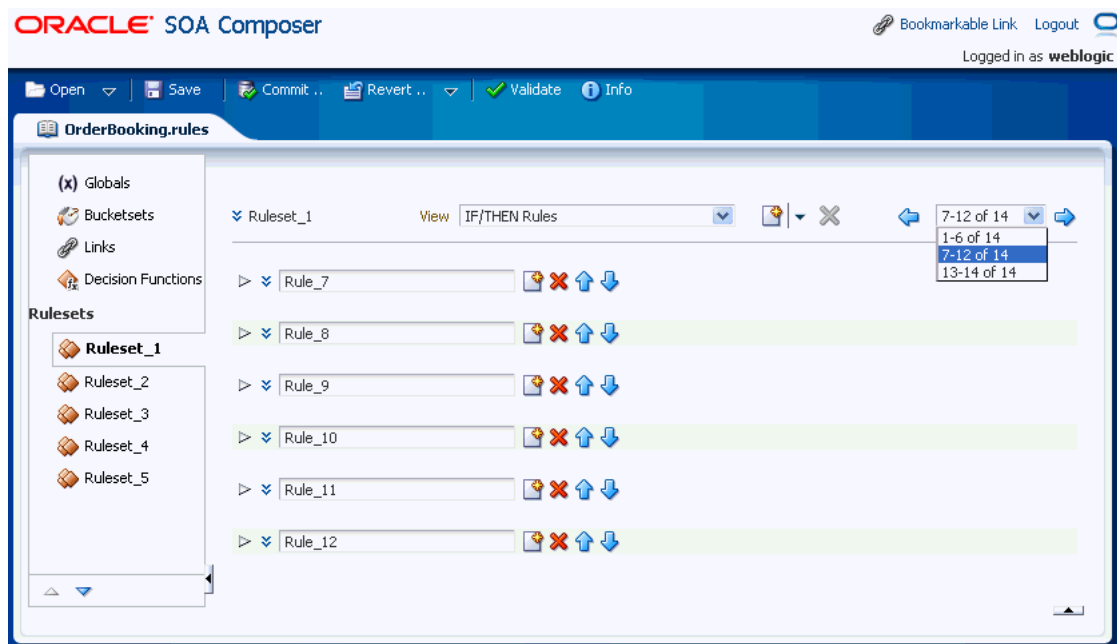 ORACLE SOA Composer
Bookmarkable Link Logout
Logged in as weblogic
Open Save Commit .. Revert .. Validate Info
OrderBooking.rules
(x) Globals
Bucketsets
Links
Decision Functions
Rulesets
Ruleset_1
Ruleset_2
Ruleset_3
Ruleset_4
Ruleset_5
Ruleset_1 View IF/THEN Rules 7-12 of 14
1-6 of 14
7-12 of 14
13-14 of 14
Rule_7
Rule_8
Rule_9
Rule_10
Rule_11
Rule_12